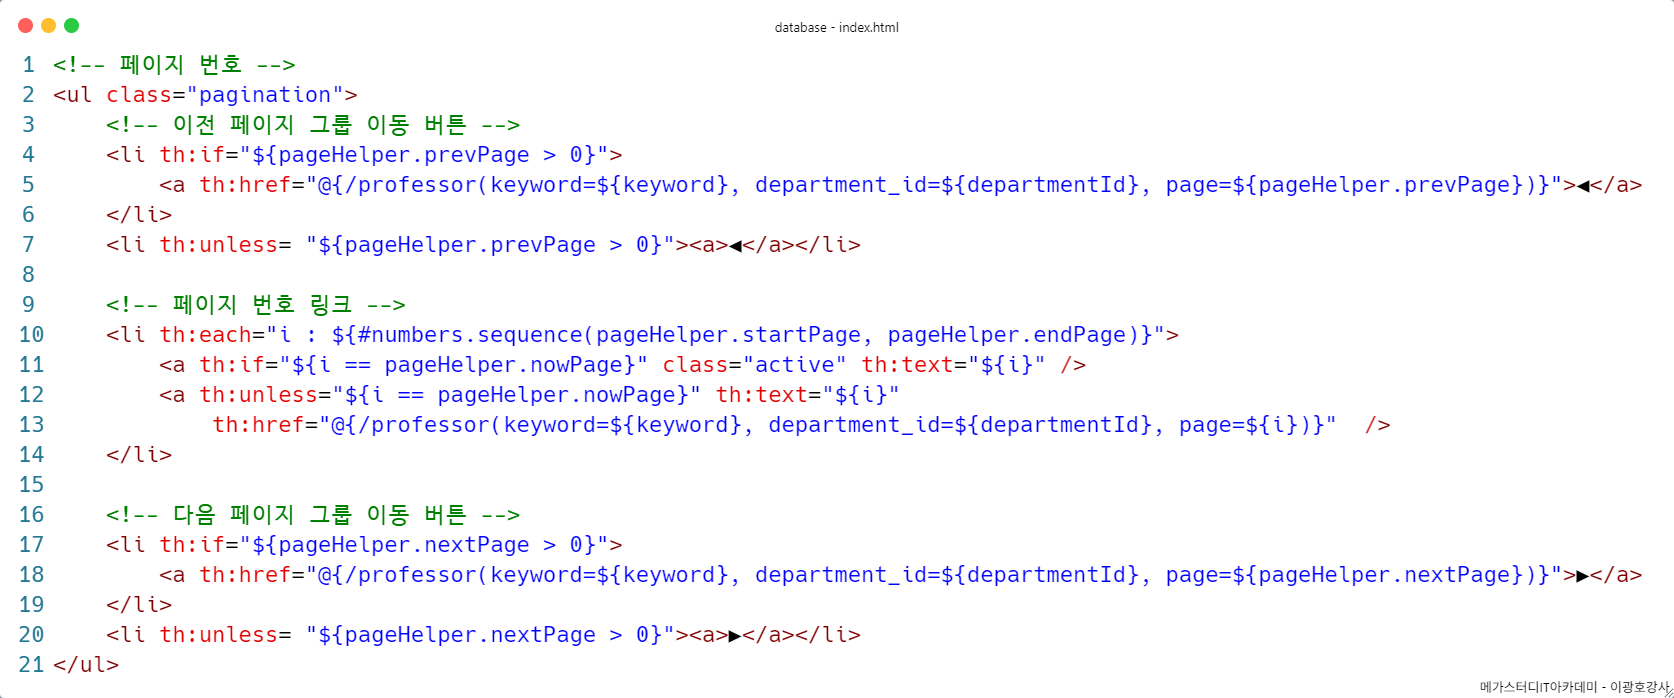 database - index.html
1 <!-- 페이지 번호 -->
2 <ul class="pagination">
3     <!-- 이전 페이지 그룹 이동 버튼 -->
4     <li th:if="${pageHelper.prevPage > 0}">
5         <a th:href="@{/professor(keyword=${keyword}, department_id=${departmentId}, page=${pageHelper.prevPage})}">◀</a>
6     </li>
7     <li th:unless= "${pageHelper.prevPage > 0}"><a>◀</a></li>
8
9     <!-- 페이지 번호 링크 -->
10     <li th:each="i : ${#numbers.sequence(pageHelper.startPage, pageHelper.endPage)}">
11         <a th:if="${i == pageHelper.nowPage}" class="active" th:text="${i}" />
12         <a th:unless="${i == pageHelper.nowPage}" th:text="${i}"
13             th:href="@{/professor(keyword=${keyword}, department_id=${departmentId}, page=${i})}"  />
14     </li>
15
16     <!-- 다음 페이지 그룹 이동 버튼 -->
17     <li th:if="${pageHelper.nextPage > 0}">
18         <a th:href="@{/professor(keyword=${keyword}, department_id=${departmentId}, page=${pageHelper.nextPage})}">▶</a>
19     </li>
20     <li th:unless= "${pageHelper.nextPage > 0}"><a>▶</a></li>
21 </ul>
메가스터디IT아카데미 - 이광호강사